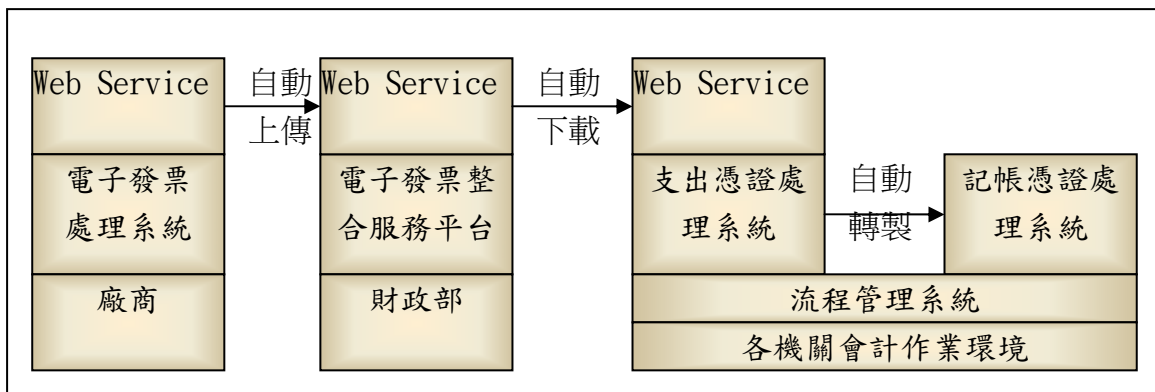 Web Service
自動
上傳
Web Service
自動
下載
Web Service
電子發票
處理系統
電子發票整
合服務平台
支出憑證處
理系統
自動
轉製
記帳憑證處
理系統
廠商
財政部
流程管理系統
各機關會計作業環境